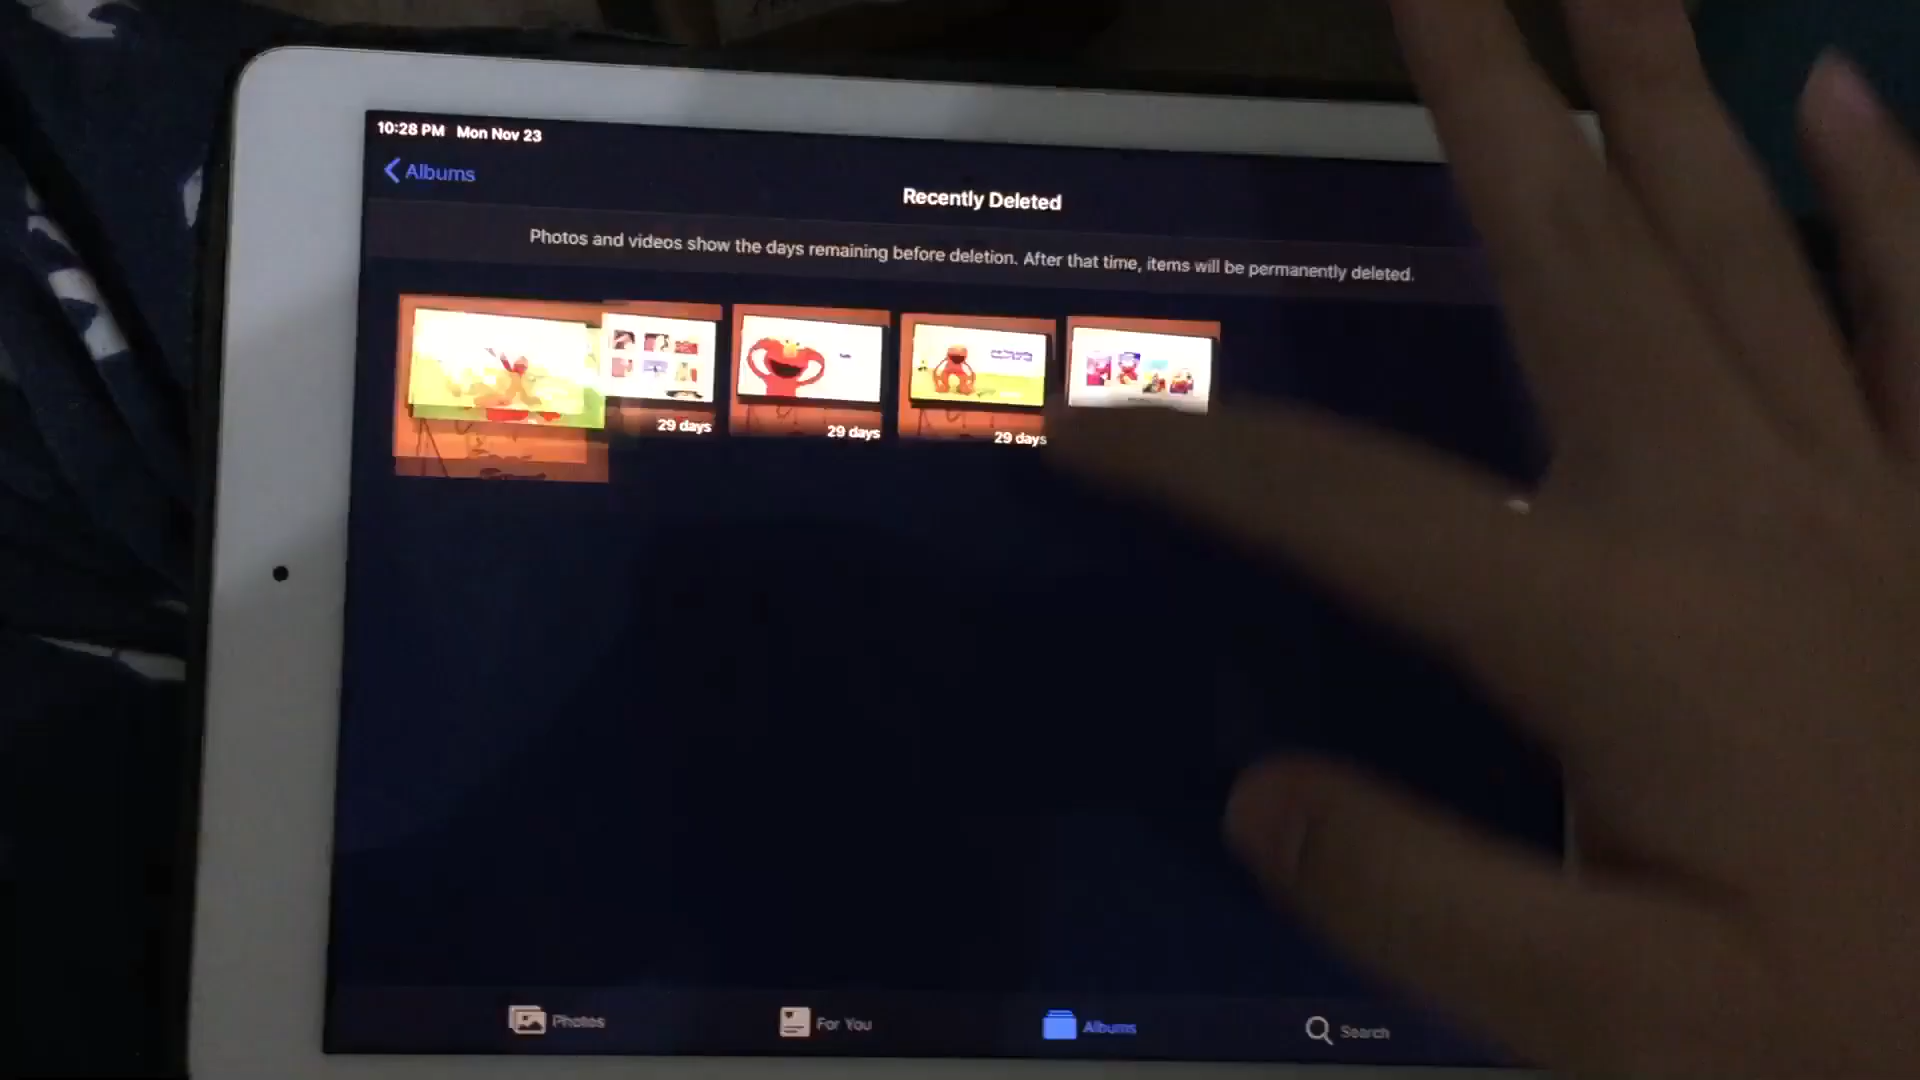 10:28 PM Mon Nov 23
Albums
Recently Deleted
Photos and videos show the days remaining before deletion. After that time, items will be permanently deleted.
29 days
29 days
29 days
Photos
For You
Albums
Search